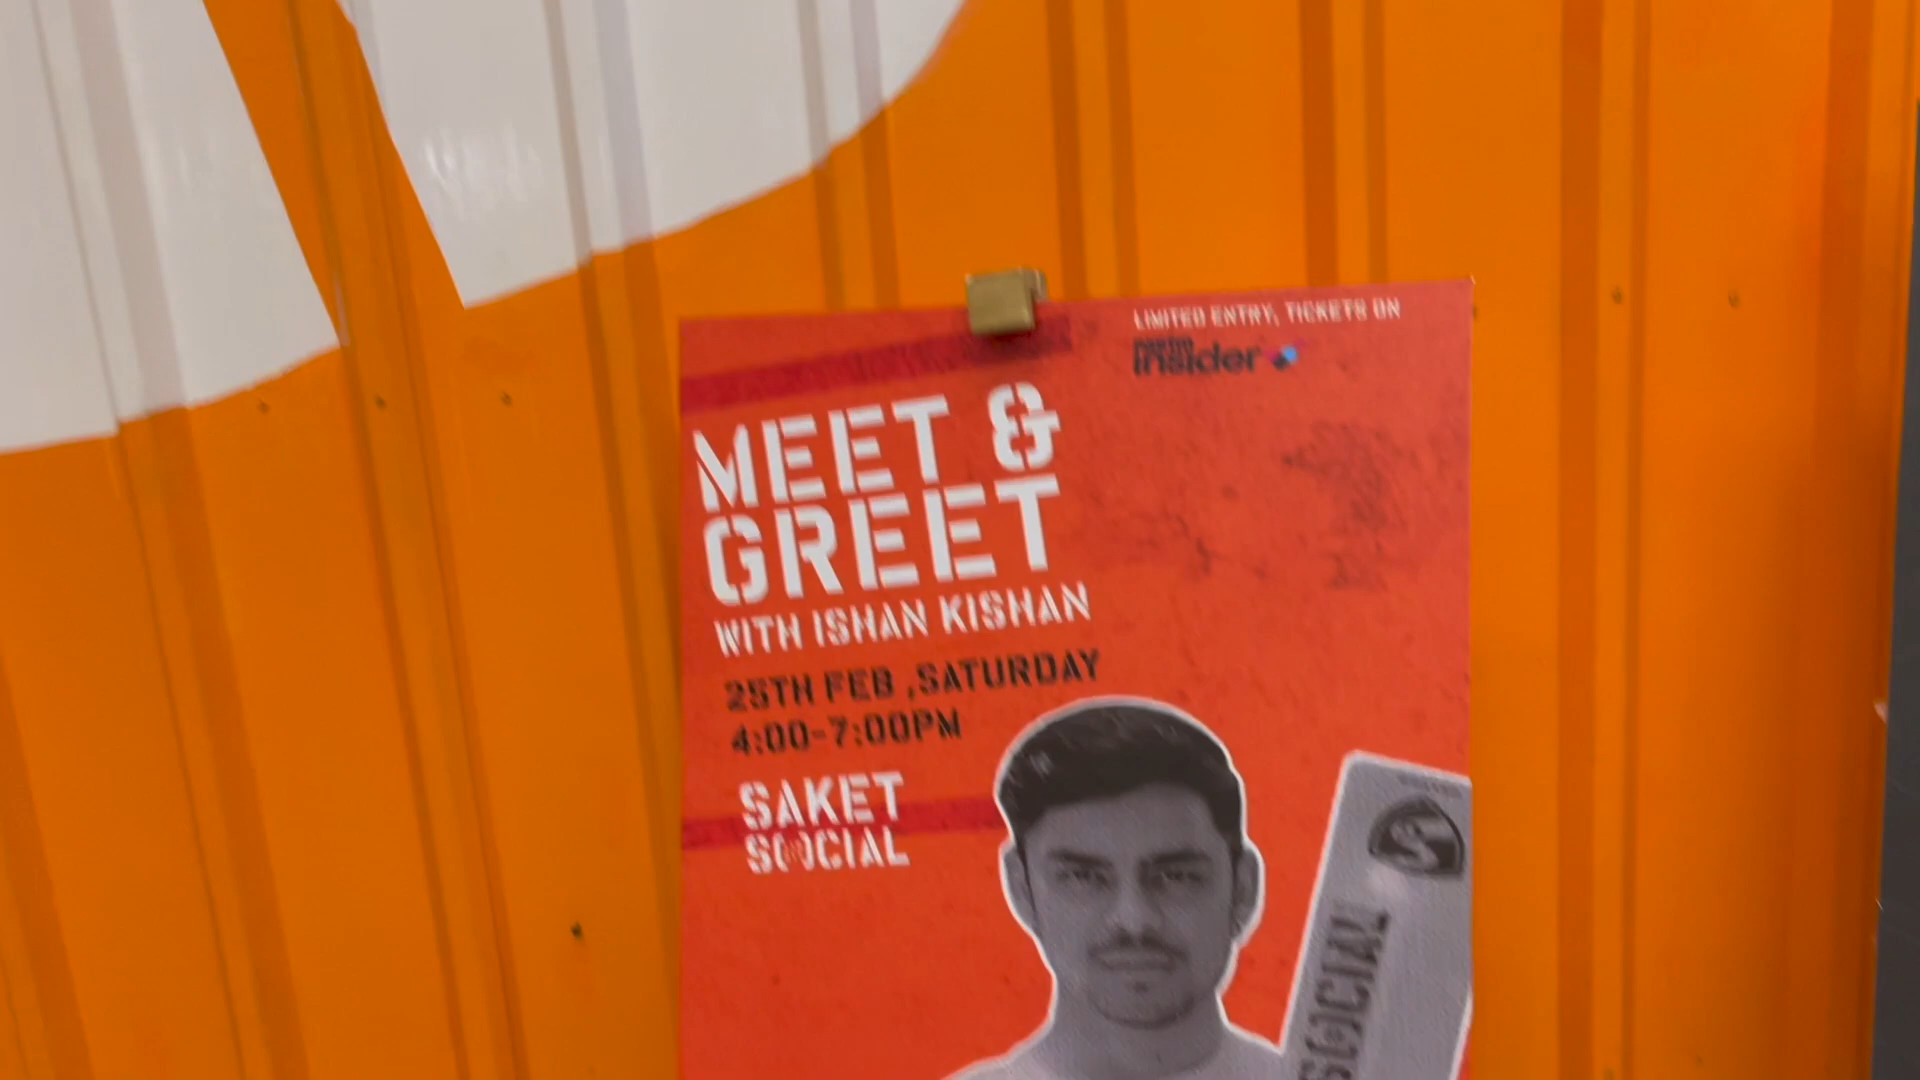 LIMITED ENTRY, TICKETS ON
insider
MEET &
GREET
WITH ISHAN KISHAN
25TH FEB ,SATURDAY
4:00-7:00PM
SAKET
SOCIAL
SOCIAL